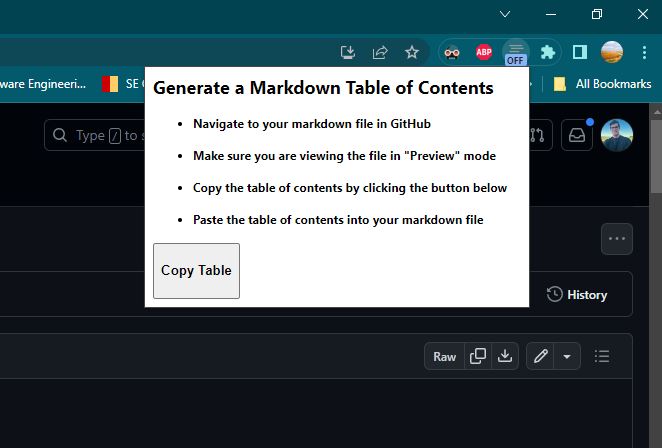 ABP
OFF
ware Engineeri...
SE
All Bookmarks
Generate a Markdown Table of Contents
Type / to s
Navigate to your markdown file in GitHub
Make sure you are viewing the file in "Preview" mode
Copy the table of contents by clicking the button below
Paste the table of contents into your markdown file
Copy Table
History
Raw